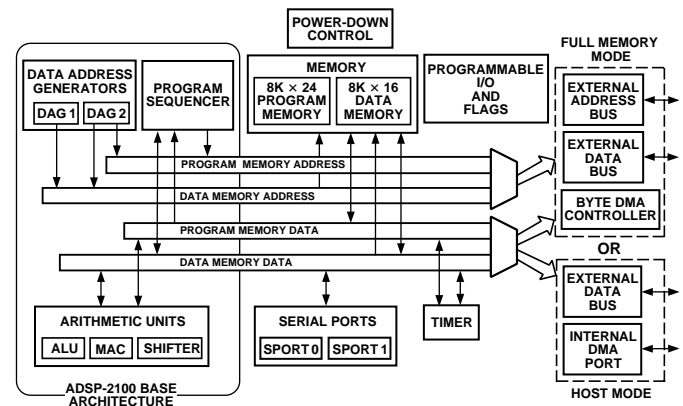 POWER-DOWN
CONTROL
FULL MEMORY
MODE
DATA ADDRESS
GENERATORS
DAG 1
DAG 2
PROGRAM
SEQUENCER
MEMORY
8K × 24
PROGRAM
MEMORY
8K × 16
DATA
MEMORY
PROGRAMMABLE
I/O
AND
FLAGS
EXTERNAL
ADDRESS
BUS
EXTERNAL
DATA
BUS
BYTE DMA
CONTROLLER
OR
PROGRAM MEMORY ADDRESS
DATA MEMORY ADDRESS
PROGRAM MEMORY DATA
DATA MEMORY DATA
ARITHMETIC UNITS
ALU
MAC
SHIFTER
SERIAL PORTS
SPORT 0
SPORT 1
TIMER
EXTERNAL
DATA
BUS
INTERNAL
DMA
PORT
HOST MODE
ADSP-2100 BASE
ARCHITECTURE